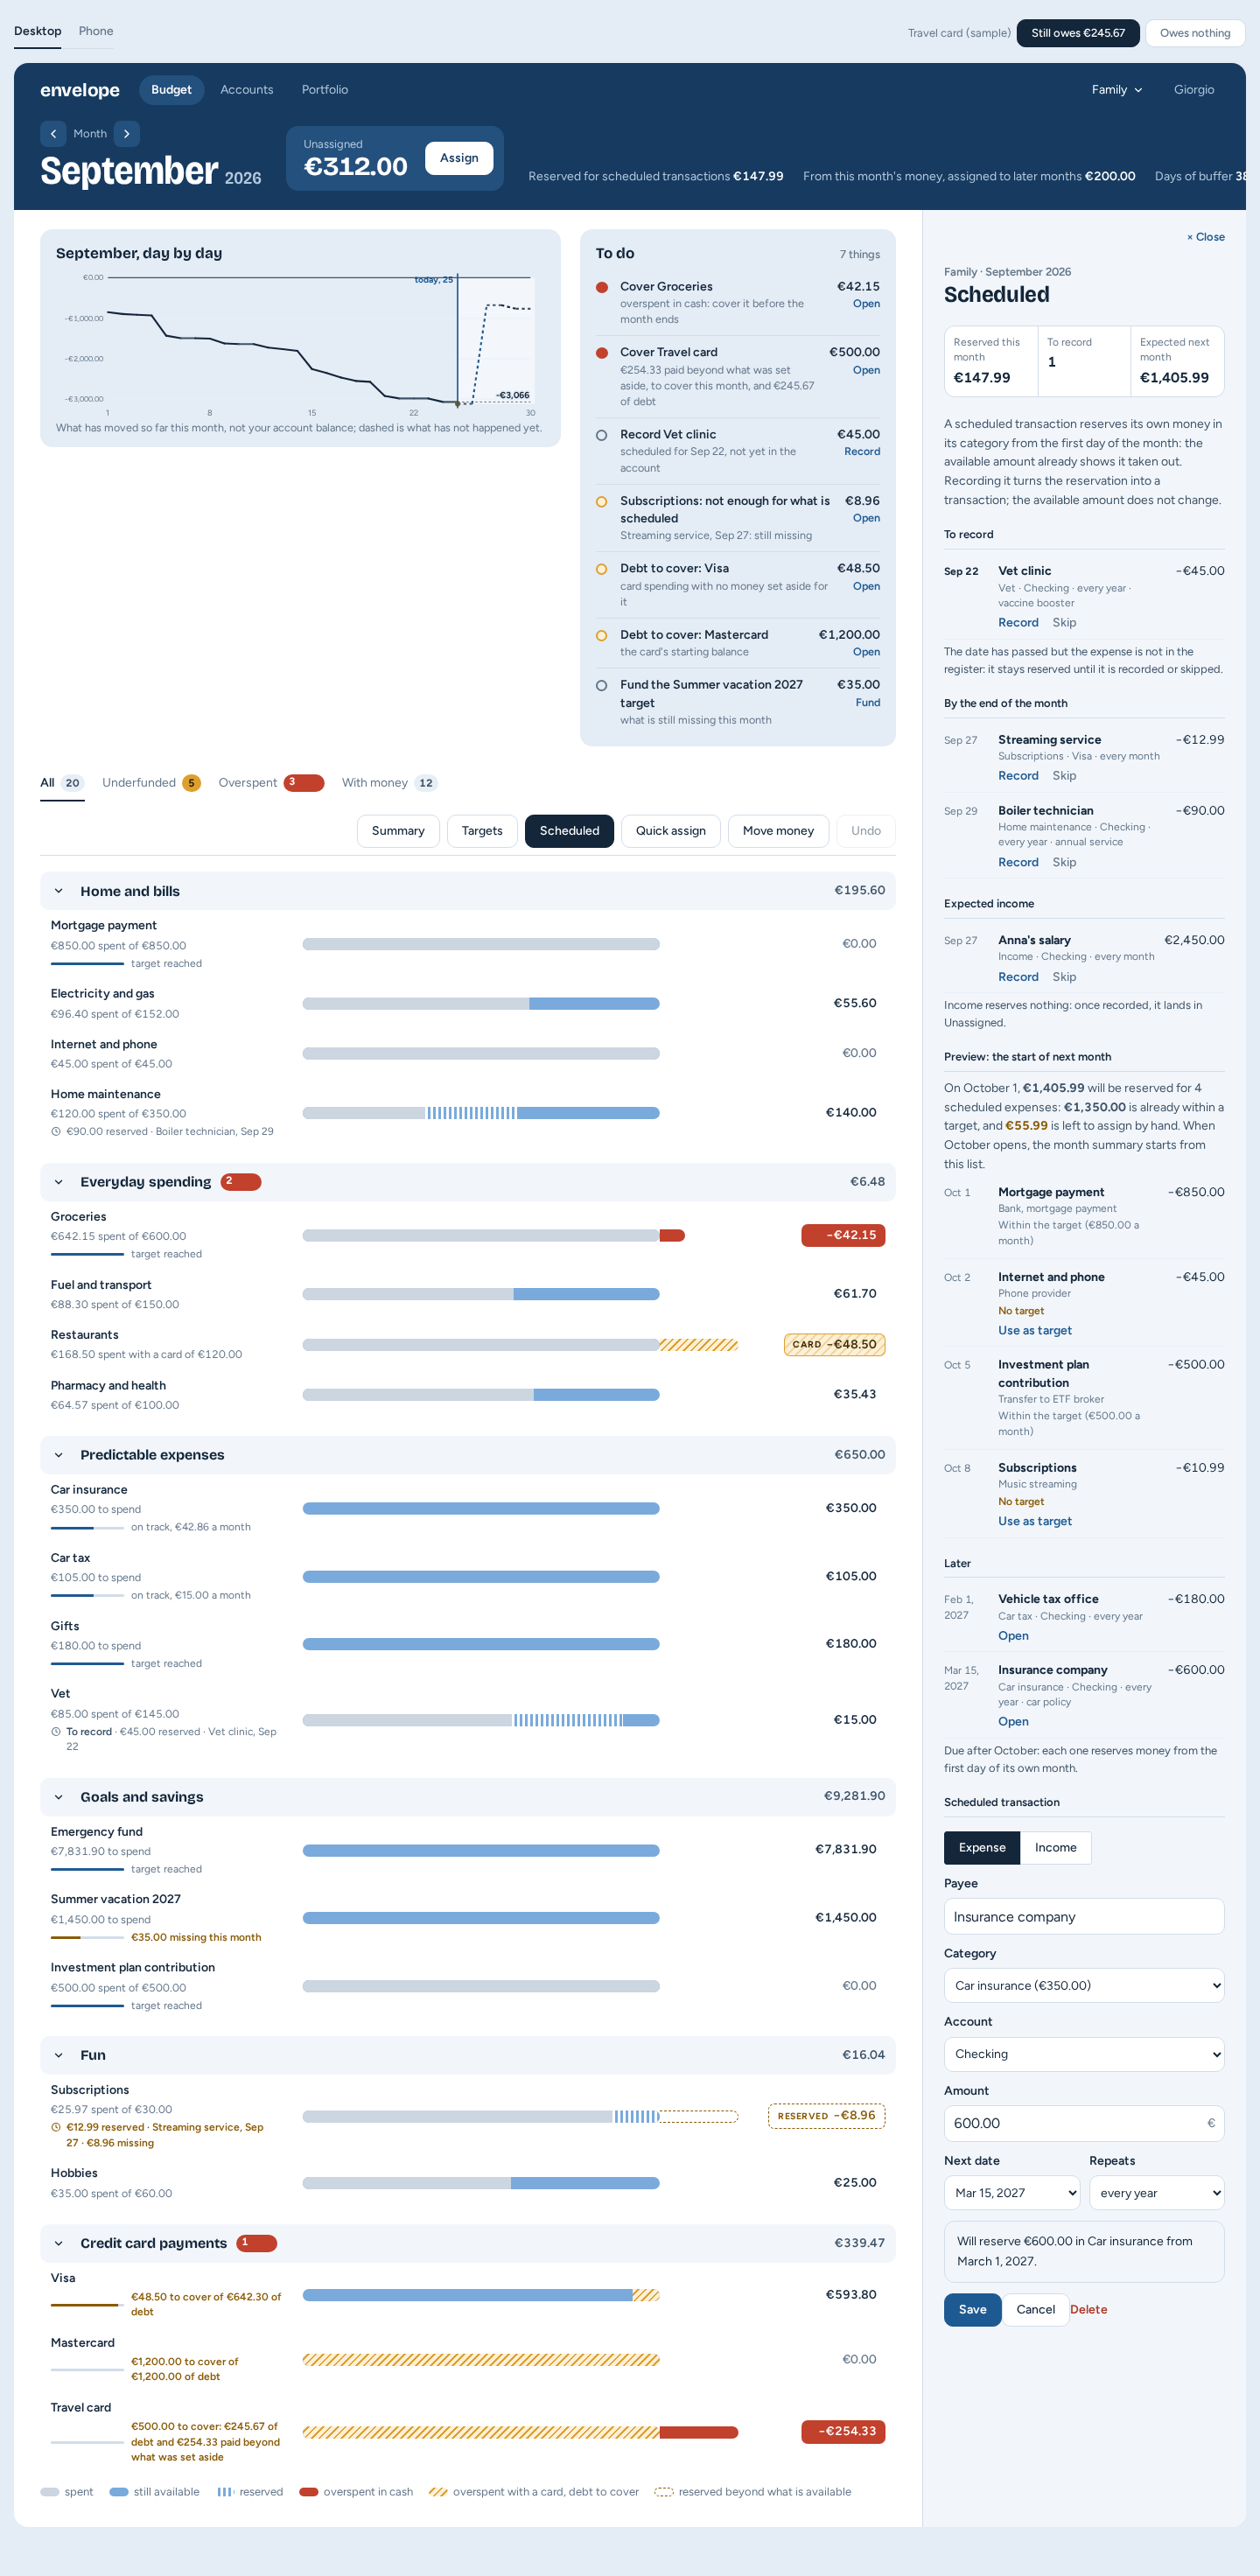 Desktop Phone
Travel card (sample) Still owes €245.67 Owes nothing
envelope Budget Accounts Portfolio
Family Giorgio
Month
September 2026
Unassigned
€312.00
Assign
Reserved for scheduled transactions €147.99 From this month's money, assigned to later months €200.00 Days of buffer 38
September, day by day
€0.00
-€1,000.00
-€2,000.00
-€3,000.00
today, 25
-€3,066
1 8 15 22 30
What has moved so far this month, not your account balance; dashed is what has not happened yet.
To do 7 things
Cover Groceries €42.15
overspent in cash: cover it before the Open
month ends
Cover Travel card €500.00
€254.33 paid beyond what was set Open
aside, to cover this month, and €245.67
of debt
Record Vet clinic €45.00
scheduled for Sep 22, not yet in the Record
account
Subscriptions: not enough for what is €8.96
scheduled Open
Streaming service, Sep 27: still missing
Debt to cover: Visa €48.50
card spending with no money set aside for Open
it
Debt to cover: Mastercard €1,200.00
the card's starting balance Open
Fund the Summer vacation 2027 €35.00
target Fund
what is still missing this month
All 20 Underfunded 5 Overspent 3 With money 12
Summary Targets Scheduled Quick assign Move money Undo
Home and bills €195.60
Mortgage payment
€850.00 spent of €850.00 €0.00
target reached
Electricity and gas
€96.40 spent of €152.00 €55.60
Internet and phone
€45.00 spent of €45.00 €0.00
Home maintenance
€120.00 spent of €350.00 €140.00
€90.00 reserved · Boiler technician, Sep 29
Everyday spending 2 €6.48
Groceries
€642.15 spent of €600.00 -€42.15
target reached
Fuel and transport
€88.30 spent of €150.00 €61.70
Restaurants
€168.50 spent with a card of €120.00 CARD -€48.50
Pharmacy and health
€64.57 spent of €100.00 €35.43
Predictable expenses €650.00
Car insurance
€350.00 to spend €350.00
on track, €42.86 a month
Car tax
€105.00 to spend €105.00
on track, €15.00 a month
Gifts
€180.00 to spend €180.00
target reached
Vet
€85.00 spent of €145.00 €15.00
To record · €45.00 reserved · Vet clinic, Sep
22
Goals and savings €9,281.90
Emergency fund
€7,831.90 to spend €7,831.90
target reached
Summer vacation 2027
€1,450.00 to spend €1,450.00
€35.00 missing this month
Investment plan contribution
€500.00 spent of €500.00 €0.00
target reached
Fun €16.04
Subscriptions
€25.97 spent of €30.00 RESERVED -€8.96
€12.99 reserved · Streaming service, Sep
27 · €8.96 missing
Hobbies
€35.00 spent of €60.00 €25.00
Credit card payments 1 €339.47
Visa
€48.50 to cover of €642.30 of €593.80
debt
Mastercard
€1,200.00 to cover of €0.00
€1,200.00 of debt
Travel card
€500.00 to cover: €245.67 of
debt and €254.33 paid beyond -€254.33
what was set aside
spent still available reserved overspent in cash overspent with a card, debt to cover reserved beyond what is available
× Close
Family · September 2026
Scheduled
Reserved this month €147.99
To record 1
Expected next month €1,405.99
A scheduled transaction reserves its own money in
its category from the first day of the month: the
available amount already shows it taken out.
Recording it turns the reservation into a
transaction; the available amount does not change.
To record
Sep 22 Vet clinic -€45.00
Vet · Checking · every year ·
vaccine booster
Record Skip
The date has passed but the expense is not in the
register: it stays reserved until it is recorded or skipped.
By the end of the month
Sep 27 Streaming service -€12.99
Subscriptions · Visa · every month
Record Skip
Sep 29 Boiler technician -€90.00
Home maintenance · Checking ·
every year · annual service
Record Skip
Expected income
Sep 27 Anna's salary €2,450.00
Income · Checking · every month
Record Skip
Income reserves nothing: once recorded, it lands in
Unassigned.
Preview: the start of next month
On October 1, €1,405.99 will be reserved for 4
scheduled expenses: €1,350.00 is already within a
target, and €55.99 is left to assign by hand. When
October opens, the month summary starts from
this list.
Oct 1 Mortgage payment -€850.00
Bank, mortgage payment
Within the target (€850.00 a
month)
Oct 2 Internet and phone -€45.00
Phone provider
No target
Use as target
Oct 5 Investment plan -€500.00
contribution
Transfer to ETF broker
Within the target (€500.00 a
month)
Oct 8 Subscriptions -€10.99
Music streaming
No target
Use as target
Later
Feb 1, Vehicle tax office -€180.00
2027 Car tax · Checking · every year
Open
Mar 15, Insurance company -€600.00
2027 Car insurance · Checking · every
year · car policy
Open
Due after October: each one reserves money from the
first day of its own month.
Scheduled transaction
Expense Income
Payee
Insurance company
Category
Car insurance (€350.00)
Account
Checking
Amount
600.00 €
Next date Repeats
Mar 15, 2027 every year
Will reserve €600.00 in Car insurance from
March 1, 2027.
Save Cancel Delete